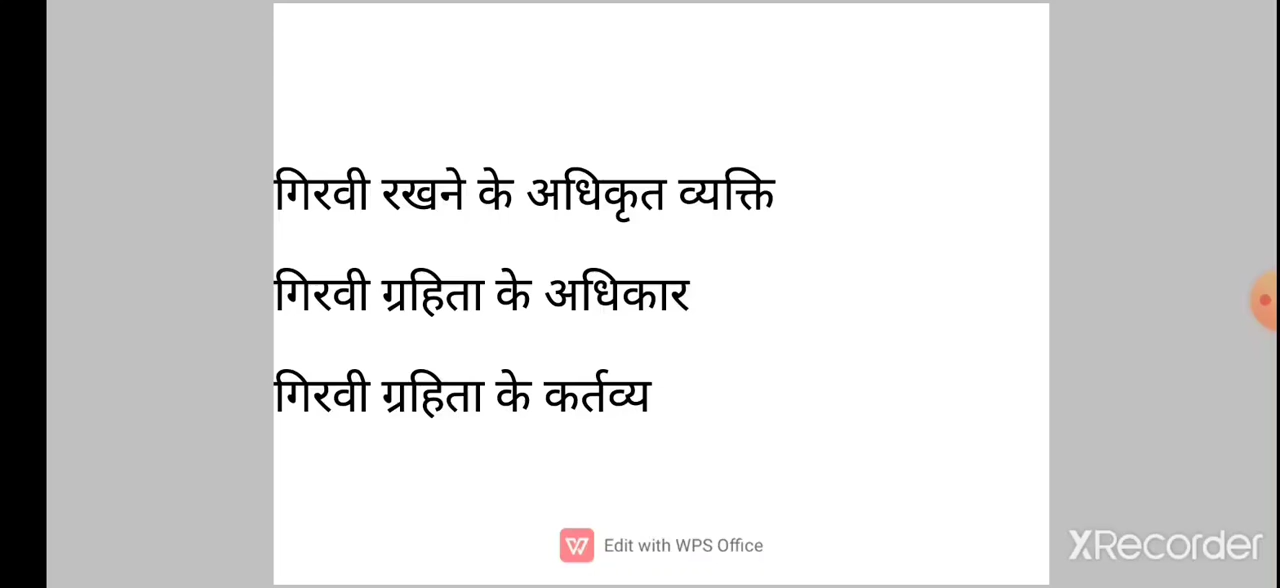 गिरवी रखने के अधिकृत व्यक्ति
गिरवी ग्रहिता के अधिकार
गिरवी ग्रहिता के कर्तव्य
Edit with WPS Office
XRecorder